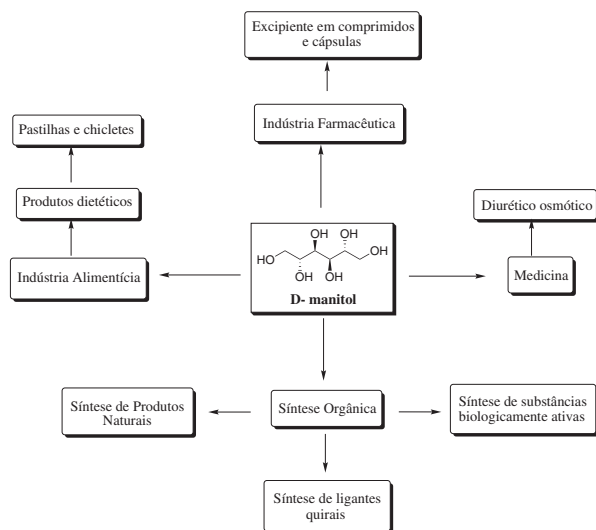 Excipiente em comprimidos
e cápsulas
Indústria Farmacêutica
Pastilhas e chicletes
Produtos dietéticos
Indústria Alimentícia
OH
OH
HO
OH
OH
OH
D- manitol
Diurético osmótico
Medicina
Síntese de Produtos
Naturais
Síntese Orgânica
Síntese de substâncias
biologicamente ativas
Síntese de ligantes
quirais